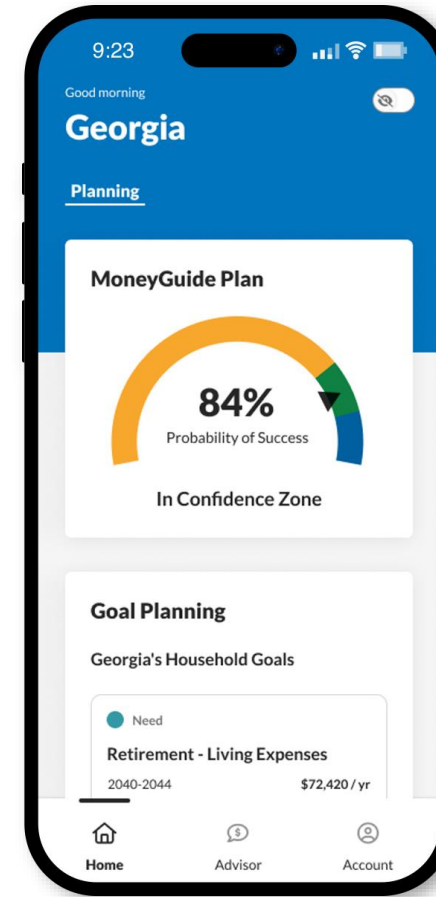 9:23
Good morning
Georgia
Planning
MoneyGuide Plan
84%
Probability of Success
In Confidence Zone
Goal Planning
Georgia's Household Goals
Need
Retirement - Living Expenses
2040-2044 $72,420 / yr
Home Advisor Account